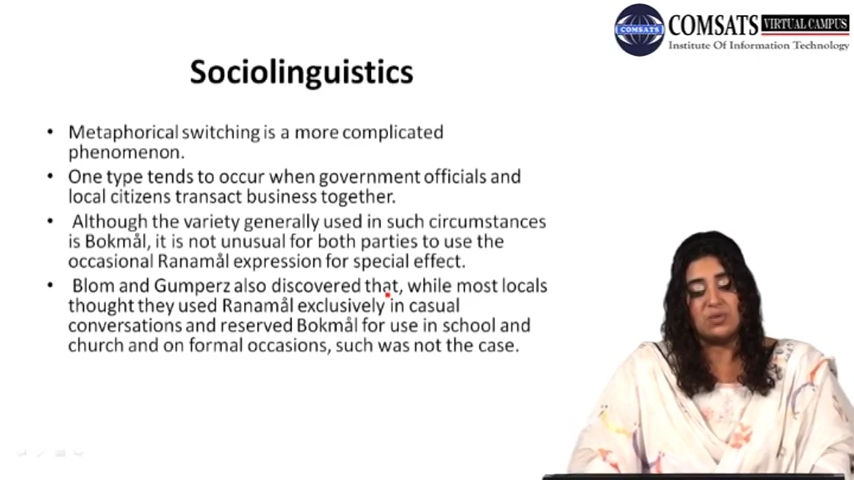 COMSATS VIRTUAL CAMPUS
Institute Of Information Technology
COMSATS
Sociolinguistics
• Metaphorical switching is a more complicated
phenomenon.
• One type tends to occur when government officials and
local citizens transact business together.
• Although the variety generally used in such circumstances
is Bokmål, it is not unusual for both parties to use the
occasional Ranamål expression for special effect.
• Blom and Gumperz also discovered that, while most locals
thought they used Ranamål exclusively in casual
conversations and reserved Bokmål for use in school and
church and on formal occasions, such was not the case.